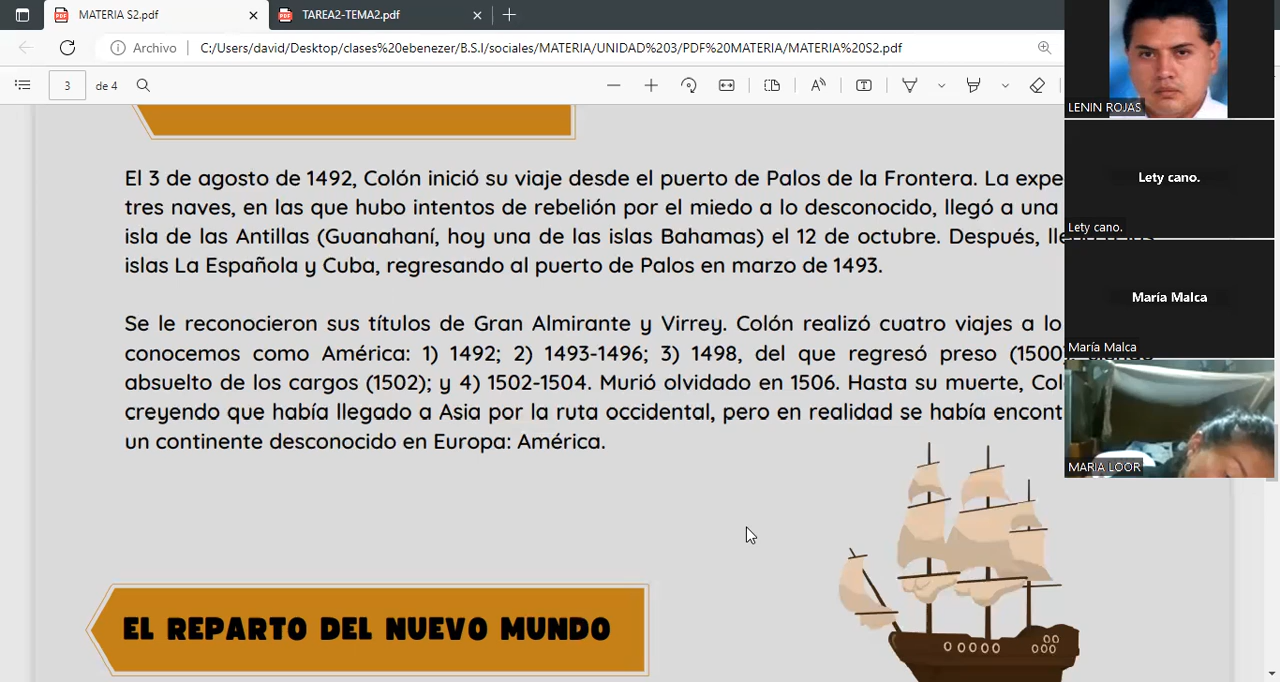 MATERIA S2.pdf
TAREA2-TEMA2.pdf
Archivo
C:/Users/david/Desktop/clases%20ebenezer/B.S.I/sociales/MATERIA/UNIDAD%203/PDF%20MATERIA/MATERIA%20S2.pdf
3 de 4
El 3 de agosto de 1492, Colón inició su viaje desde el puerto de Palos de la Frontera. La
tres naves, en las que hubo intentos de rebelión por el miedo a lo desconocido, llegó a una
isla de las Antillas (Guanahaní, hoy una de las islas Bahamas) el 12 de octubre. Después,
islas La Española y Cuba, regresando al puerto de Palos en marzo de 1493.
Se le reconocieron sus títulos de Gran Almirante y Virrey. Colón realizó cuatro viajes a lo
conocemos como América: 1) 1492; 2) 1493-1496; 3) 1498, del que regresó preso (1500),
absuelto de los cargos (1502); y 4) 1502-1504. Murió olvidado en 1506. Hasta su muerte,
creyendo que había llegado a Asia por la ruta occidental, pero en realidad se había
un continente desconocido en Europa: América.
EL REPARTO DEL NUEVO MUNDO
LENIN ROJAS
Lety cano.
Lety cano.
María Malca
María Malca
MARIA LOOR